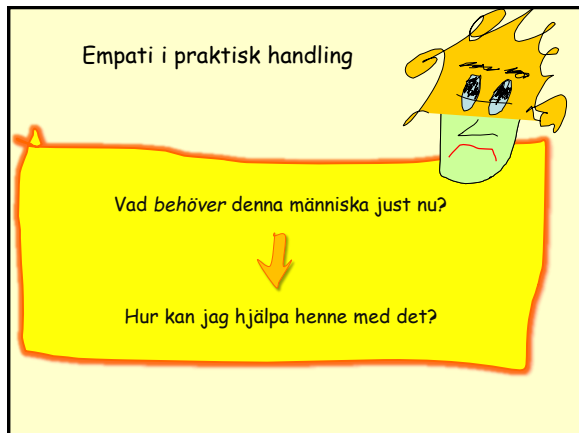 Empati i praktisk handling
Vad behöver denna människa just nu?
Hur kan jag hjälpa henne med det?